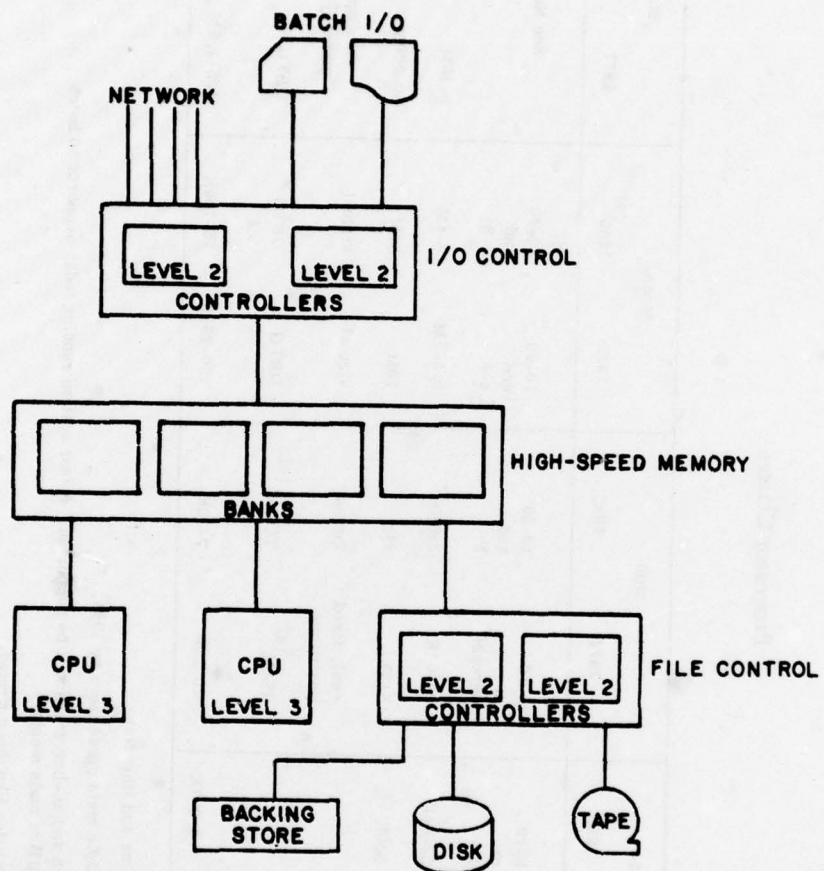 BATCH I/O
NETWORK
LEVEL 2
LEVEL 2
CONTROLLERS
I/O CONTROL
HIGH-SPEED MEMORY
BANKS
CPU
LEVEL 3
CPU
LEVEL 3
LEVEL 2
LEVEL 2
CONTROLLERS
FILE CONTROL
BACKING
STORE
DISK
TAPE